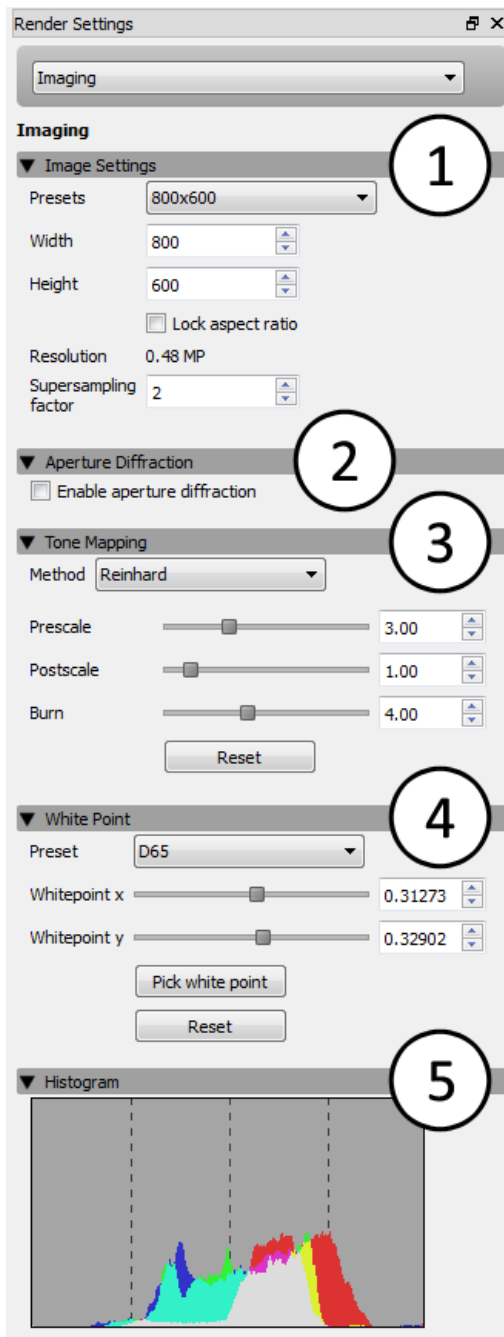 Render Settings
Imaging
Imaging
1
Image Settings
Presets 800x600
Width 800
Height 600
Lock aspect ratio
Resolution 0.48 MP
Supersampling
factor 2
2
Aperture Diffraction
Enable aperture diffraction
3
Tone Mapping
Method Reinhard
Prescale 3.00
Postscale 1.00
Burn 4.00
Reset
4
White Point
Preset D65
Whitepoint x 0.31273
Whitepoint y 0.32902
Pick white point
Reset
5
Histogram